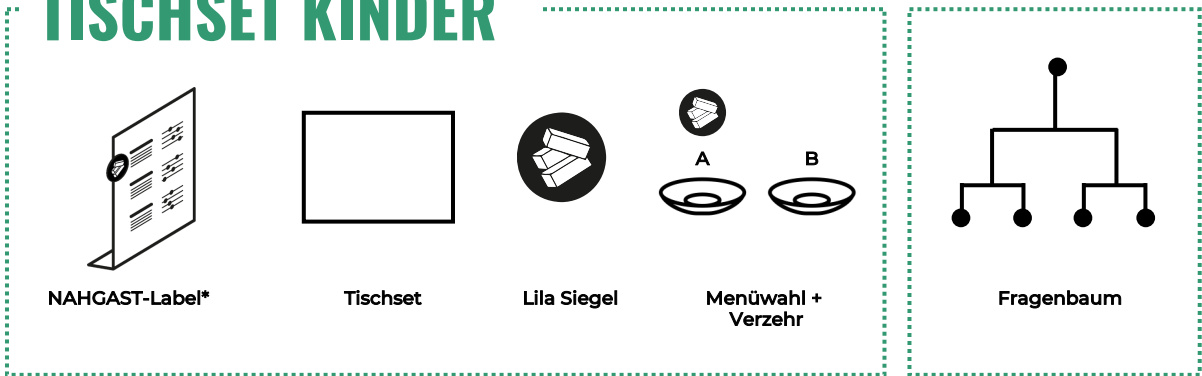 TISCHSET KINDER
A
B
NAHGAST-Label*
Tischset
Lila Siegel
Menüwahl +
Verzehr
Fragenbaum